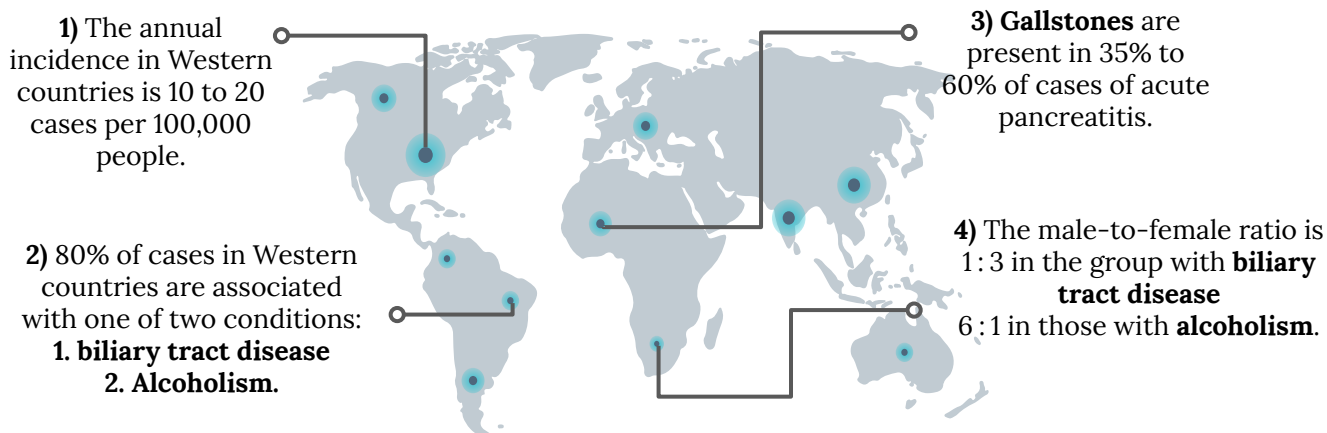 1) The annual
incidence in Western
countries is 10 to 20
cases per 100,000
people.
2) 80% of cases in Western
countries are associated
with one of two conditions:
1. biliary tract disease
2. Alcoholism.
3) Gallstones are
present in 35% to
60% of cases of acute
pancreatitis.
4) The male-to-female ratio is
1:3 in the group with biliary
tract disease
6:1 in those with alcoholism.